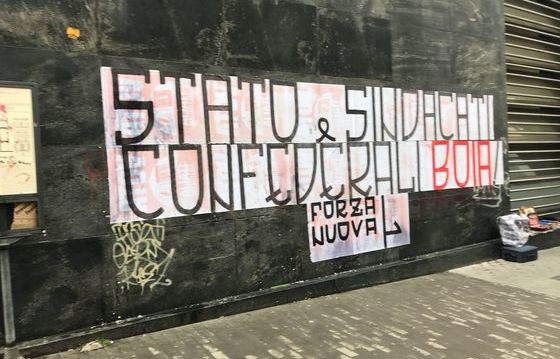 STATO e SINDACATI
CONFEDERALI BOIA!
FORZA
NUOVA